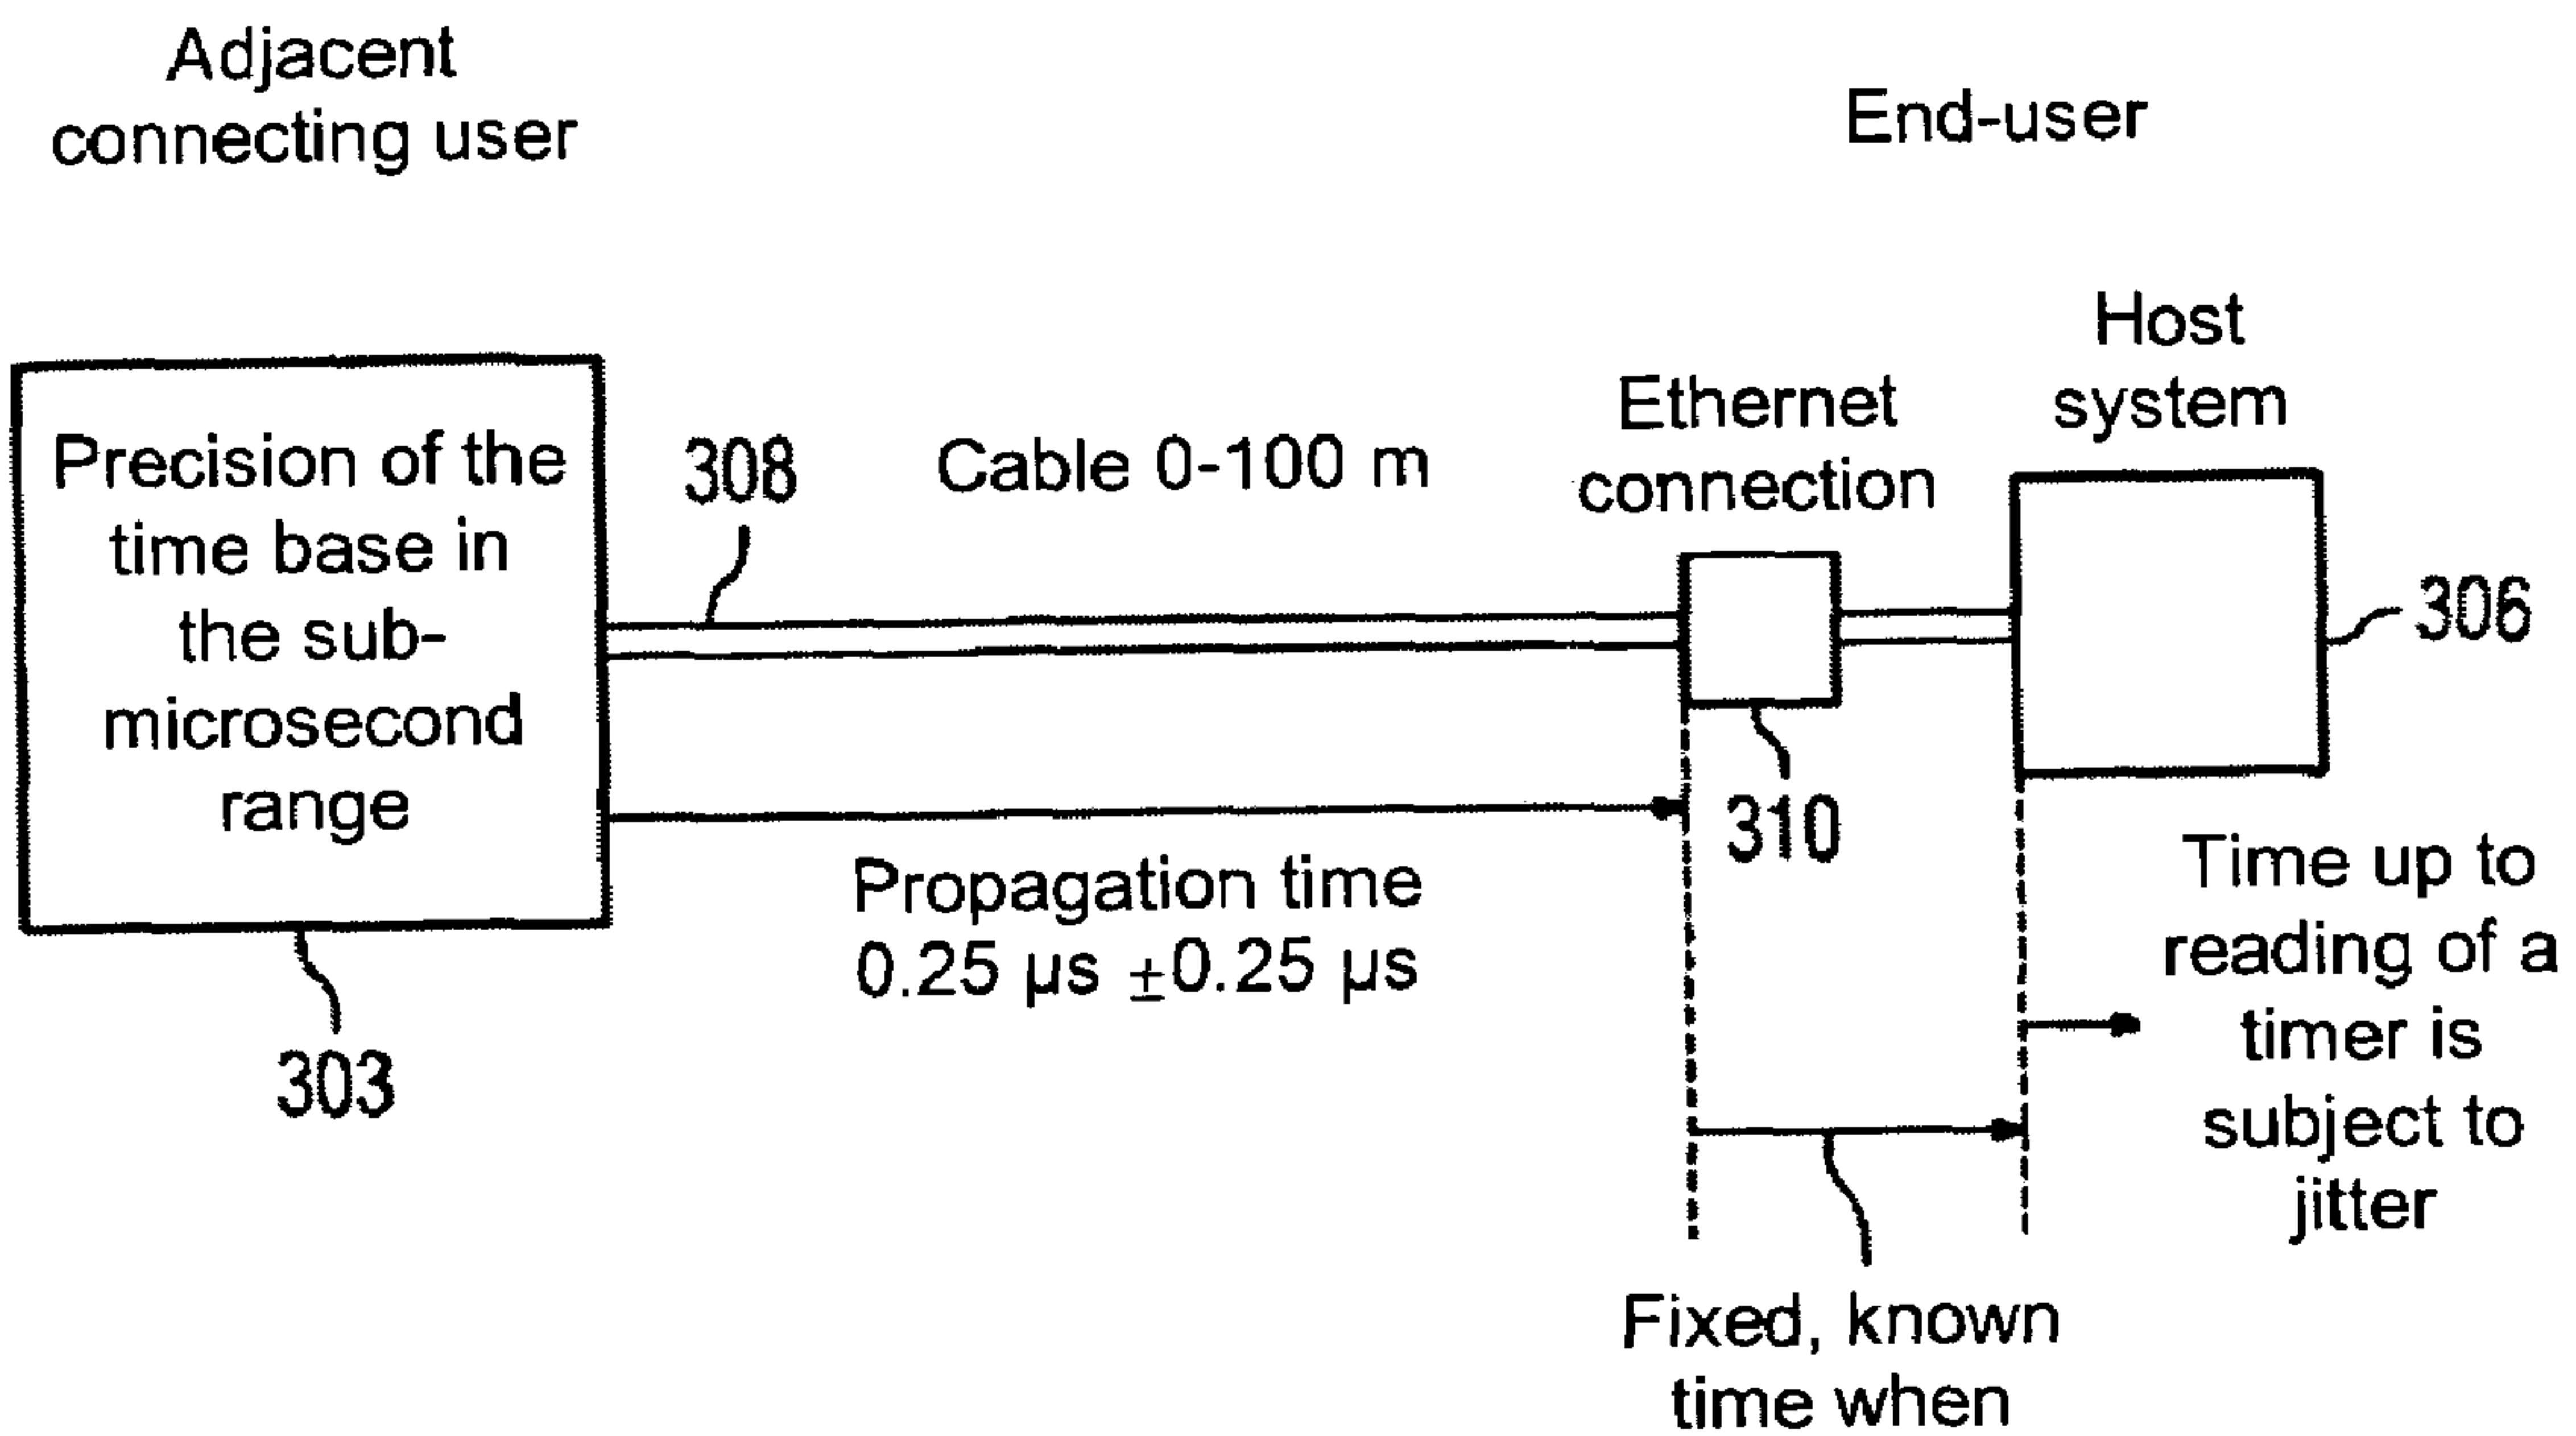 Adjacent
connecting user
End-user
Host
system
Ethernet
connection
Precision of the
time base in
the sub-
microsecond
range
308
Cable 0-100 m
306
310
Propagation time
0.25 µs ±0.25 µs
303
Time up to
reading of a
timer is
subject to
jitter
Fixed, known
time when